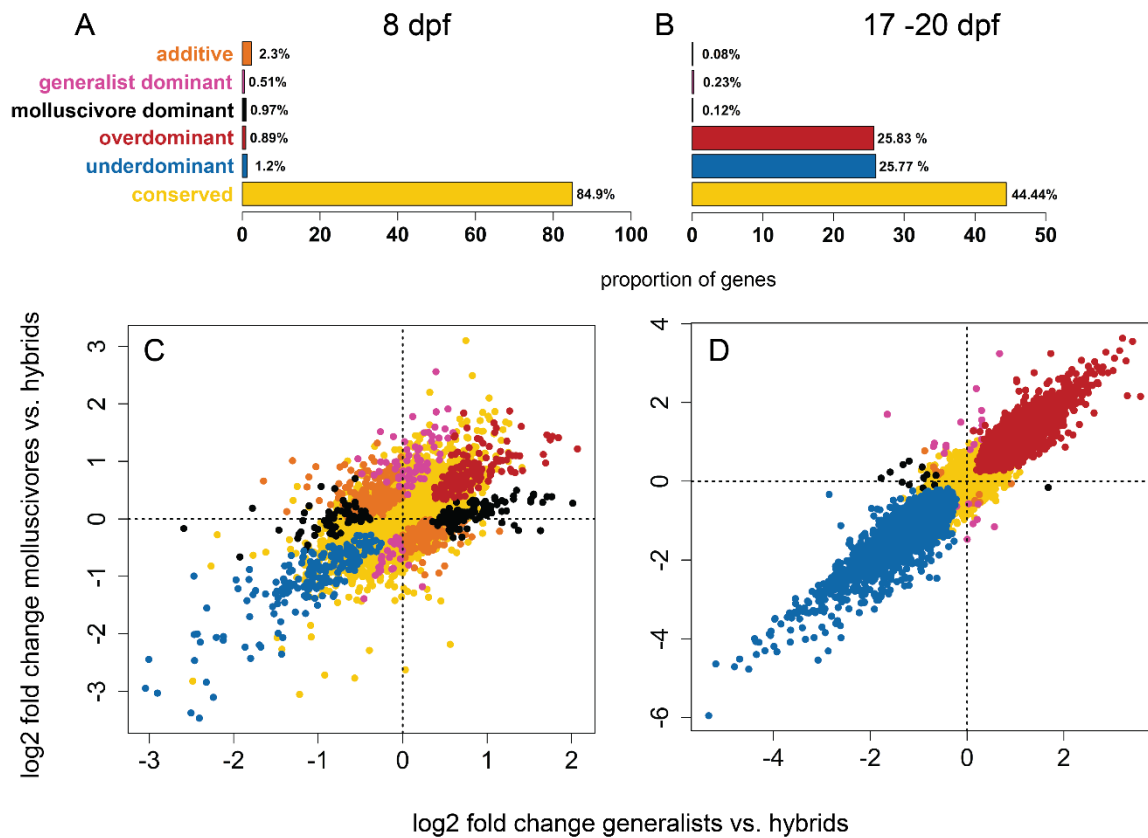 A
8 dpf
B
17 -20 dpf
additive
generalist dominant
molluscivore dominant
overdominant
underdominant
conserved
2.3%
0.51%
0.97%
0.89%
1.2%
84.9%
0.08%
0.23%
0.12%
25.83 %
25.77 %
44.44%
0 20 40 60 80 100
0 10 20 30 40 50
proportion of genes
log2 fold change molluscivores vs. hybrids
C
3
2
1
0
-1
-2
-3
-3 -2 -1 0 1 2
D
4
2
0
-2
-4
-6
-4 -2 0 2
log2 fold change generalists vs. hybrids